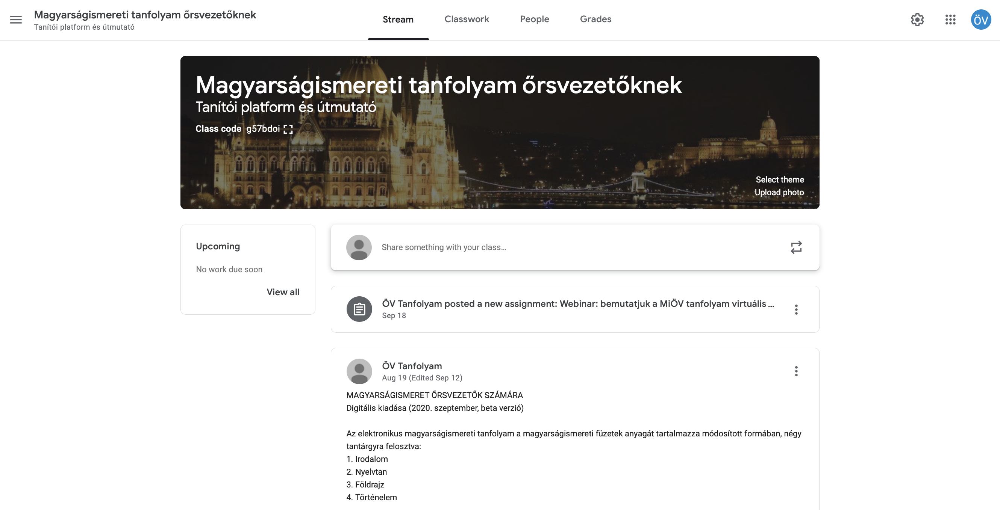 Magyarságismereti tanfolyam őrsvezetőknek
Tanítói platform és útmutató
Stream
Classwork
People
Grades
ÖV
Magyarságismereti tanfolyam őrsvezetőknek
Tanítói platform és útmutató
Class code g57bdoi
Select theme
Upload photo
Upcoming
No work due soon
View all
Share something with your class…
ÖV Tanfolyam posted a new assignment: Webinar: bemutatjuk a MiÖV tanfolyam virtuális ...
Sep 18
ÖV Tanfolyam
Aug 19 (Edited Sep 12)
MAGYARSÁGISMERET ŐRSVEZETŐK SZÁMÁRA
Digitális kiadása (2020. szeptember, beta verzió)
Az elektronikus magyarságismereti tanfolyam a magyarságismereti füzetek anyagát tartalmazza módosított formában, négy
tantárgyra felosztva:
1. Irodalom
2. Nyelvtan
3. Földrajz
4. Történelem